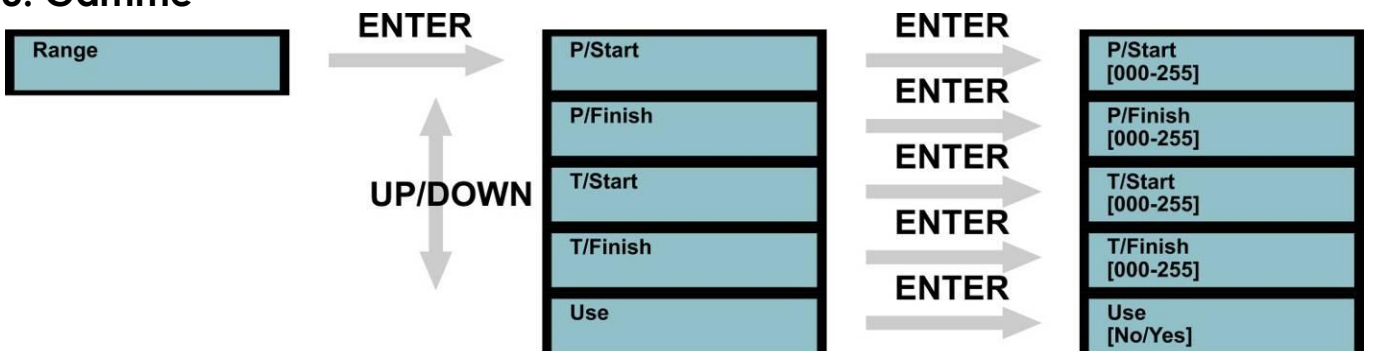 ENTER
ENTER
Range
P/Start
P/Start
[000-255]
ENTER
P/Finish
P/Finish
[000-255]
ENTER
UP/DOWN
T/Start
T/Start
[000-255]
ENTER
T/Finish
T/Finish
[000-255]
ENTER
Use
Use
[No/Yes]